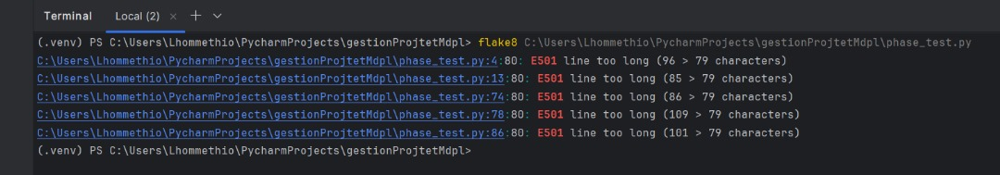 Terminal Local (2) × + ∨
(.venv) PS C:\Users\Lhommethio\PycharmProjects\gestionProjtetMdpl> flake8 C:\Users\Lhommethio\PycharmProjects\gestionProjtetMdpl\phase_test.py
C:\Users\Lhommethio\PycharmProjects\gestionProjtetMdpl\phase_test.py:4:80: E501 line too long (96 > 79 characters)
C:\Users\Lhommethio\PycharmProjects\gestionProjtetMdpl\phase_test.py:13:80: E501 line too long (85 > 79 characters)
C:\Users\Lhommethio\PycharmProjects\gestionProjtetMdpl\phase_test.py:74:80: E501 line too long (86 > 79 characters)
C:\Users\Lhommethio\PycharmProjects\gestionProjtetMdpl\phase_test.py:78:80: E501 line too long (109 > 79 characters)
C:\Users\Lhommethio\PycharmProjects\gestionProjtetMdpl\phase_test.py:86:80: E501 line too long (101 > 79 characters)
(.venv) PS C:\Users\Lhommethio\PycharmProjects\gestionProjtetMdpl>